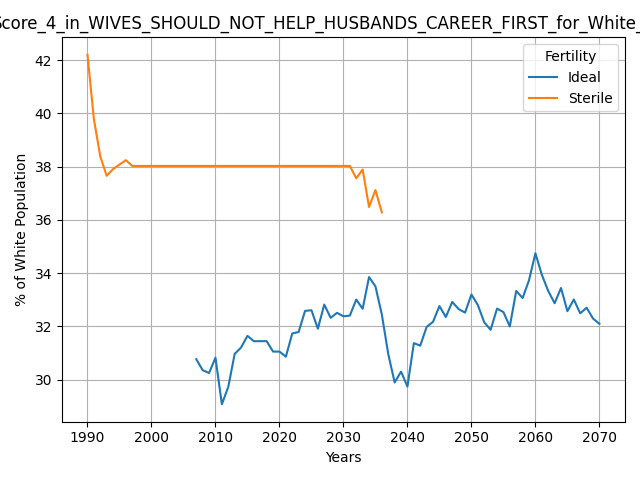 Score_4_in_WIVES_SHOULD_NOT_HELP_HUSBANDS_CAREER_FIRST_for_White_
Fertility
Ideal
Sterile
% of White Population
42
40
38
36
34
32
30
1990 2000 2010 2020 2030 2040 2050 2060 2070
Years